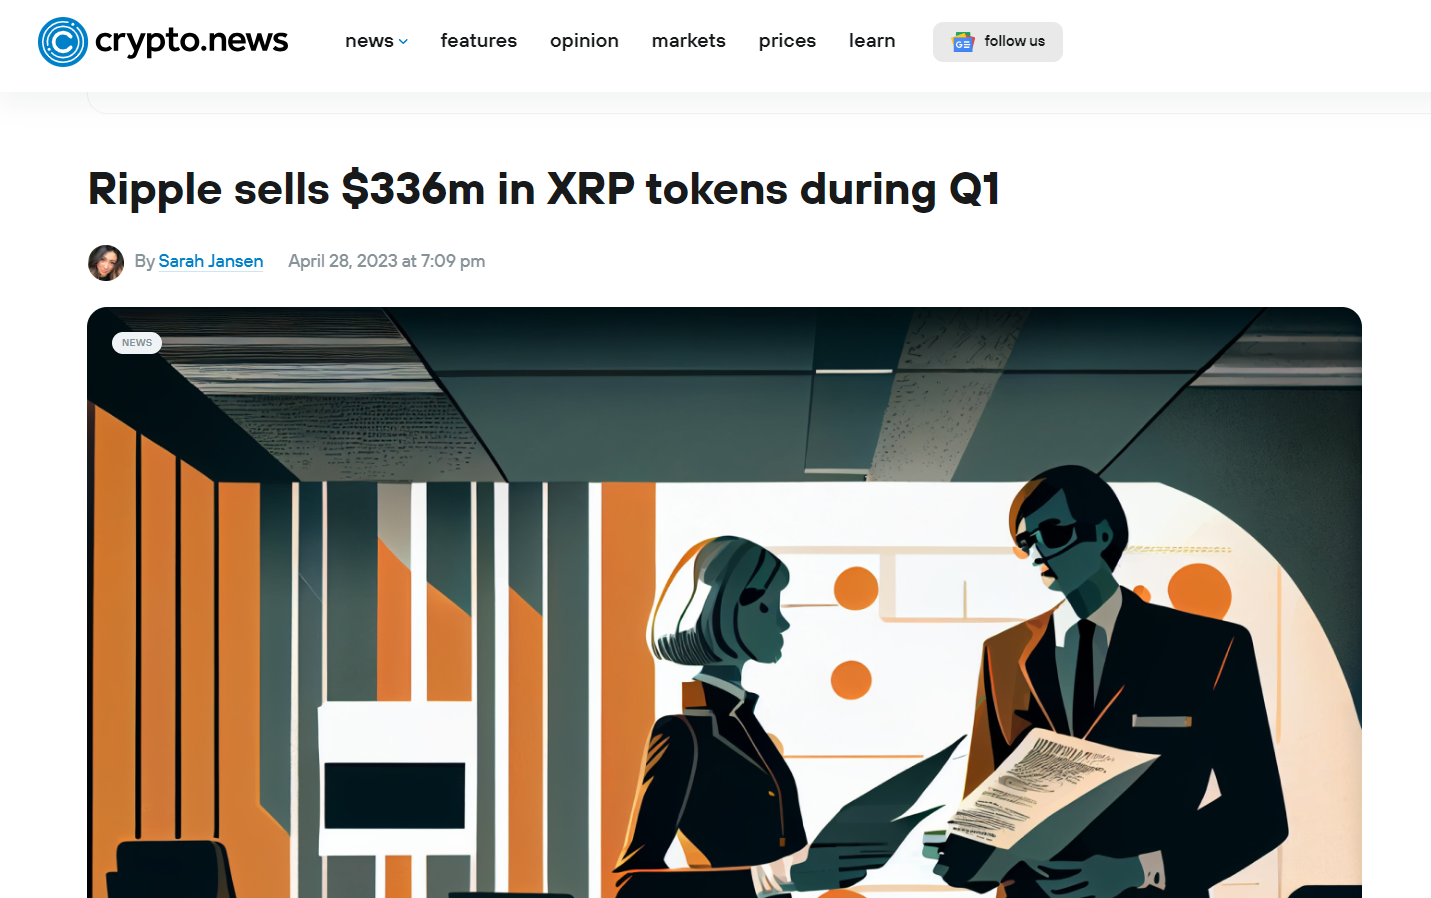 crypto.news
news
features
opinion
markets
prices
learn
follow us
Ripple sells $336m in XRP tokens during Q1
By Sarah Jansen April 28, 2023 at 7:09 pm
NEWS